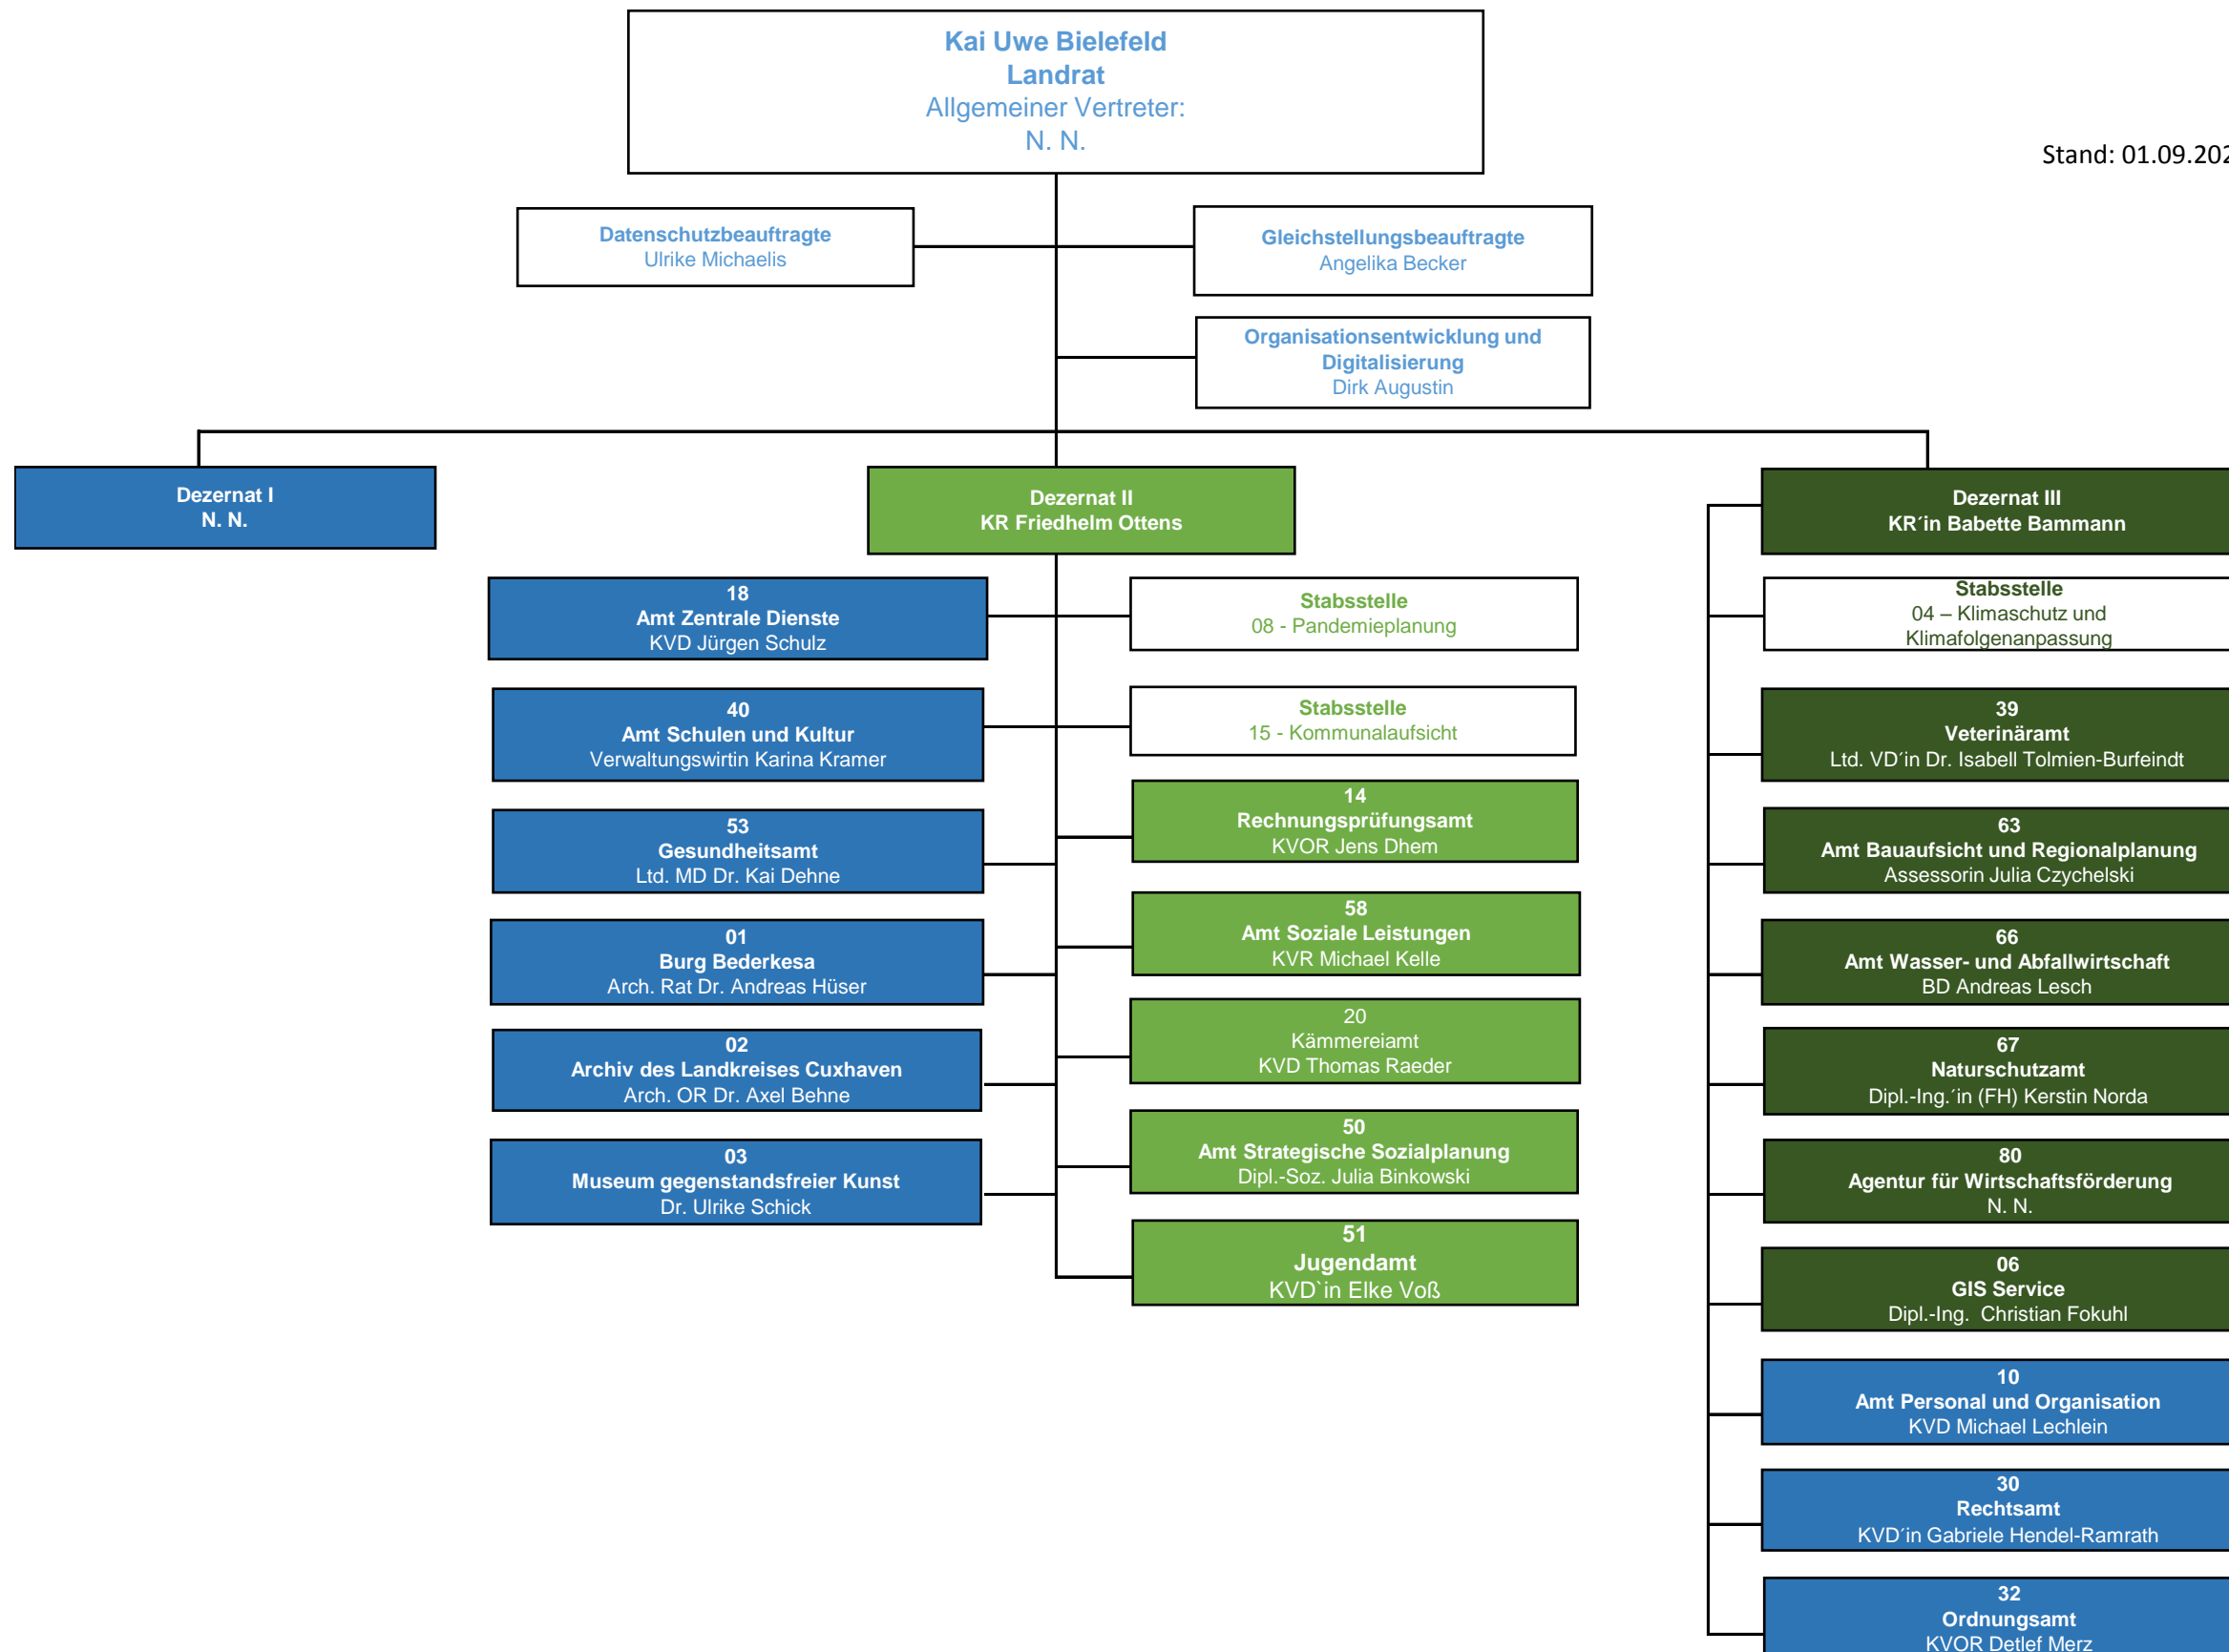 Kai Uwe Bielefeld
Landrat
Allgemeiner Vertreter:
N. N.
Stand: 01.09.202
Datenschutzbeauftragte
Ulrike Michaelis
Gleichstellungsbeauftragte
Angelika Becker
Organisationsentwicklung und
Digitalisierung
Dirk Augustin
Dezernat I
N. N.
Dezernat II
KR Friedhelm Ottens
Dezernat III
KR´in Babette Bammann
18
Amt Zentrale Dienste
KVD Jürgen Schulz
40
Amt Schulen und Kultur
Verwaltungswirtin Karina Kramer
53
Gesundheitsamt
Ltd. MD Dr. Kai Dehne
01
Burg Bederkesa
Arch. Rat Dr. Andreas Hüser
02
Archiv des Landkreises Cuxhaven
Arch. OR Dr. Axel Behne
03
Museum gegenstandsfreier Kunst
Dr. Ulrike Schick
Stabsstelle
08 - Pandemieplanung
Stabsstelle
15 - Kommunalaufsicht
14
Rechnungsprüfungsamt
KVOR Jens Dhem
58
Amt Soziale Leistungen
KVR Michael Kelle
20
Kämmereiamt
KVD Thomas Raeder
50
Amt Strategische Sozialplanung
Dipl.-Soz. Julia Binkowski
51
Jugendamt
KVD`in Elke Voß
Stabsstelle
04 – Klimaschutz und
Klimafolgenanpassung
39
Veterinäramt
Ltd. VD´in Dr. Isabell Tolmien-Burfeindt
63
Amt Bauaufsicht und Regionalplanung
Assessorin Julia Czychelski
66
Amt Wasser- und Abfallwirtschaft
BD Andreas Lesch
67
Naturschutzamt
Dipl.-Ing.´in (FH) Kerstin Norda
80
Agentur für Wirtschaftsförderung
N. N.
06
GIS Service
Dipl.-Ing. Christian Fokuhl
10
Amt Personal und Organisation
KVD Michael Lechlein
30
Rechtsamt
KVD´in Gabriele Hendel-Ramrath
32
Ordnungsamt
KVOR Detlef Merz